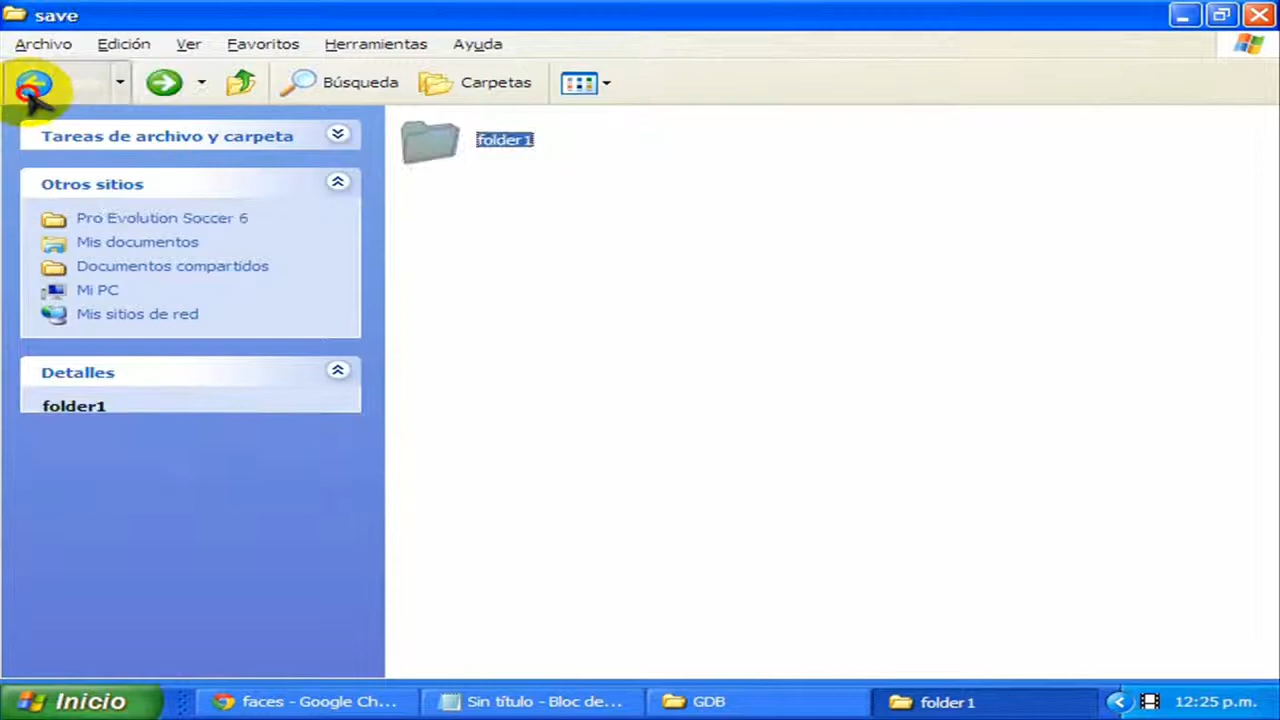 save
Archivo Edición Ver Favoritos Herramientas Ayuda
Búsqueda Carpetas
Tareas de archivo y carpeta
folder1
Otros sitios
Pro Evolution Soccer 6
Mis documentos
Documentos compartidos
Mi PC
Mis sitios de red
Detalles
folder1
Inicio faces - Google Ch... Sin título - Bloc de... GDB folder1 12:25 p.m.